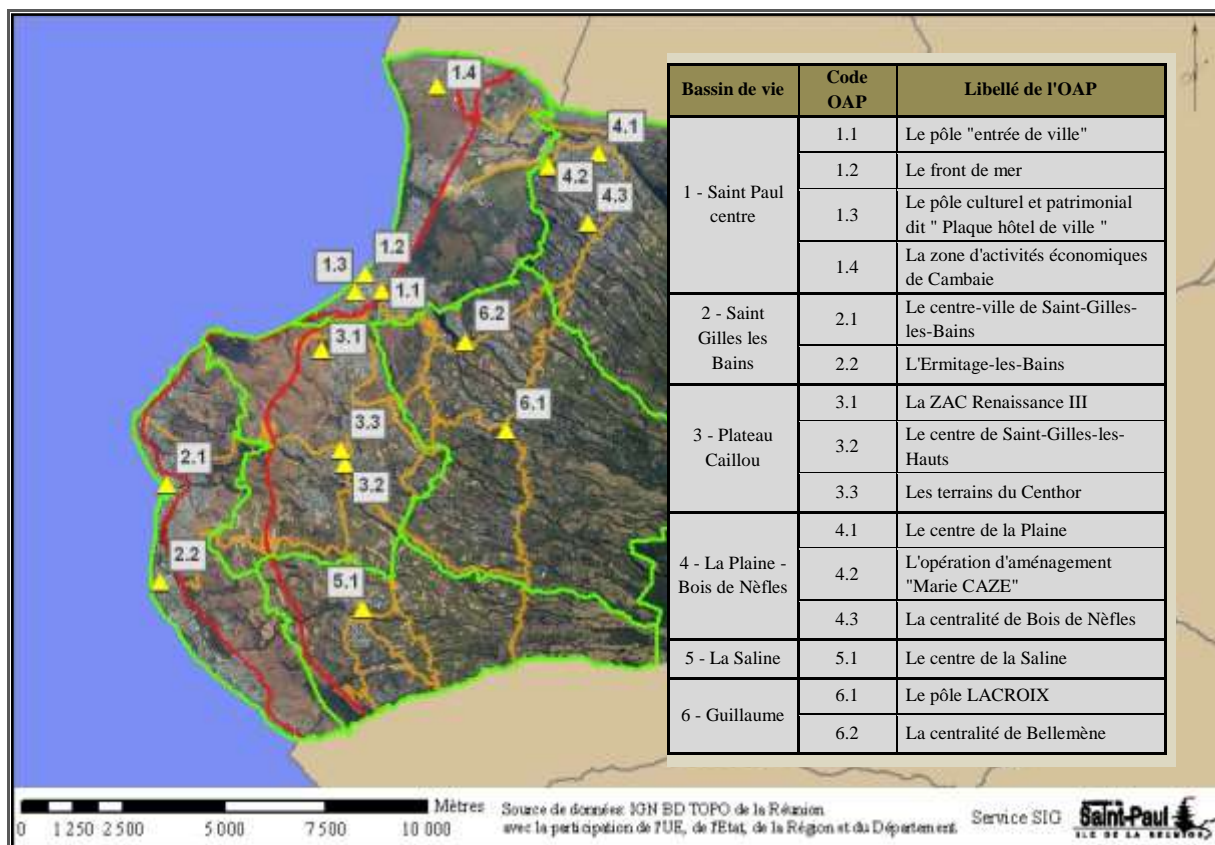 1.4
4.1
4.2
4.3
1.2
1.3
1.1
6.2
3.1
6.1
3.3
2.1
3.2
2.2
5.1
Bassin de vie
Code
OAP
Libellé de l'OAP
1 - Saint Paul
centre
1.1
Le pôle "entrée de ville"
1.2
Le front de mer
1.3
Le pôle culturel et patrimonial
dit " Plaque hôtel de ville "
1.4
La zone d'activités économiques
de Cambaie
2 - Saint
Gilles les
Bains
2.1
Le centre-ville de Saint-Gilles-
les-Bains
2.2
L'Ermitage-les-Bains
3 - Plateau
Caillou
3.1
La ZAC Renaissance III
3.2
Le centre de Saint-Gilles-les-
Hauts
3.3
Les terrains du Centhor
4 - La Plaine -
Bois de Nèfles
4.1
Le centre de la Plaine
4.2
L'opération d'aménagement
"Marie CAZE"
4.3
La centralité de Bois de Nèfles
5 - La Saline
5.1
Le centre de la Saline
6 - Guillaume
6.1
Le pôle LACROIX
6.2
La centralité de Bellemène
Mètres
0 1 250 2 500 5 000 7 500 10 000
Source de données: IGN BD TOPO de la Réunion
avec la participation de l'UE, de l'Etat, de la Région et du Département.
Service SIG
Saint-Paul
ILE DE LA REUNION